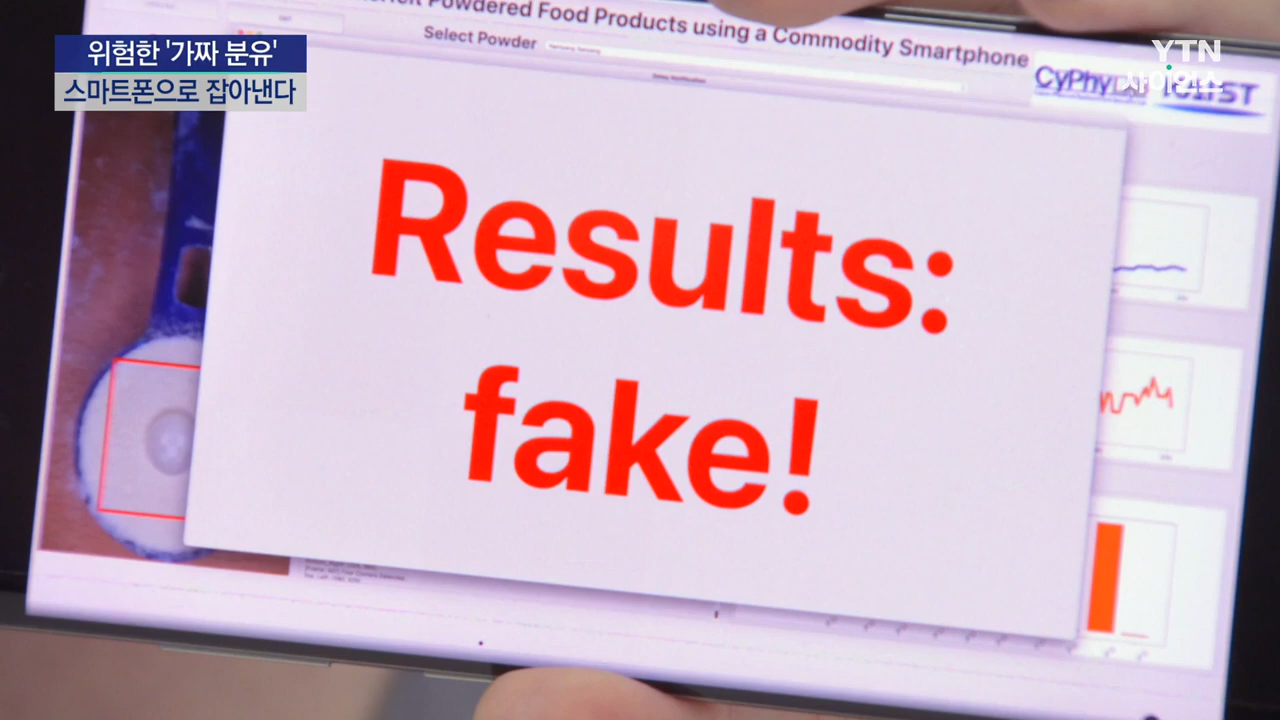 위험한 '가짜 분유'
스마트폰으로 잡아낸다
YTN
사이언스
Powdered Food Products using a Commodity Smartphone
Select Powder
CyPhy
Results:
fake!